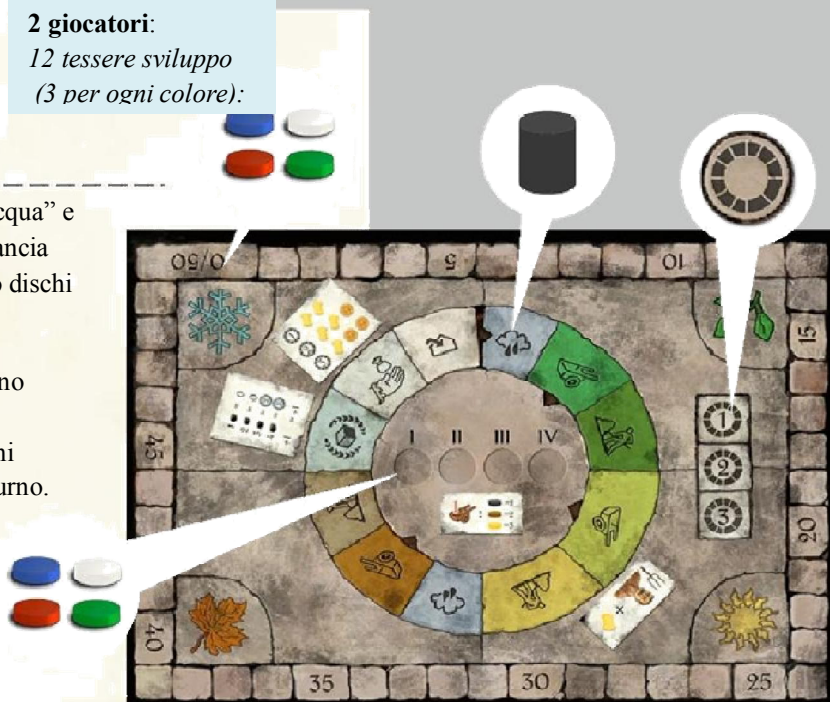 2 giocatori:
12 tessere sviluppo
(3 per ogni colore):
cqua” e
ancia
o dischi
no
ni
urno.
0/50
5
10
15
20
25
30
35
40
45
I II III IV
1
2
3